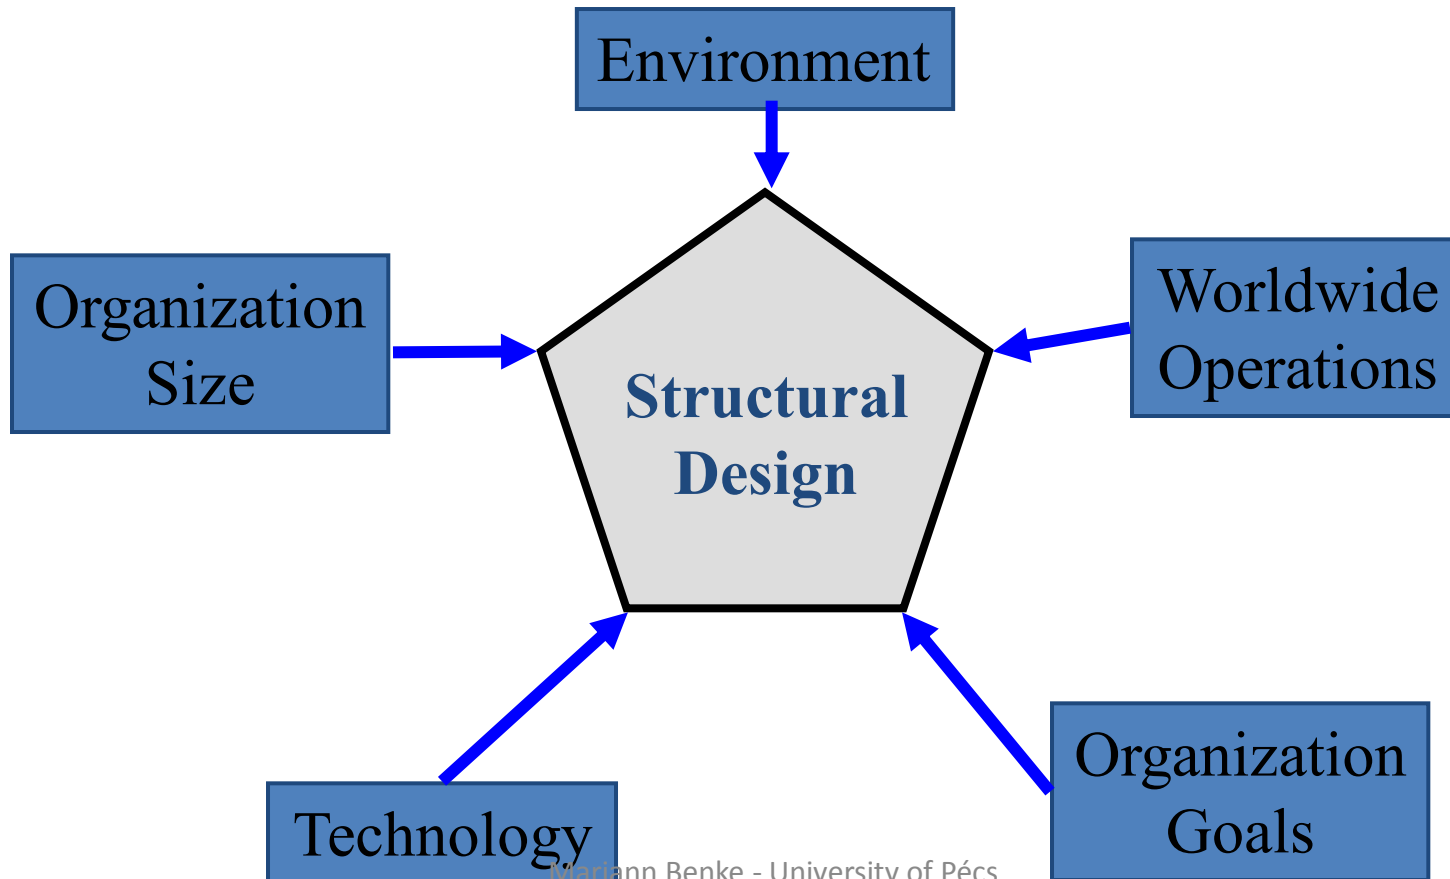 Environment
Organization
Size
Worldwide
Operations
Structural
Design
Technology
Organization
Goals
Mariann Benke - University of Pécs